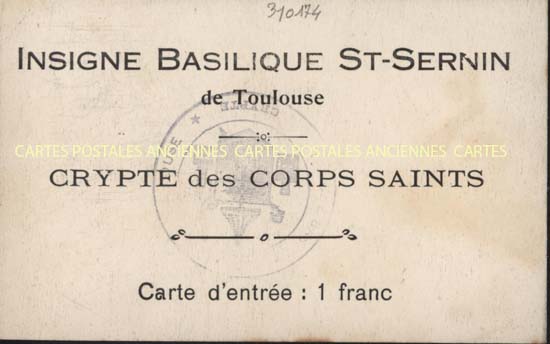 310174
INSIGNE BASILIQUE ST-SERNIN
de Toulouse
CARTES POSTALES ANCIENNES CARTES POSTALES ANCIENNES CARTES
CRYPTE des CORPS SAINTS
Carte d'entrée : 1 franc